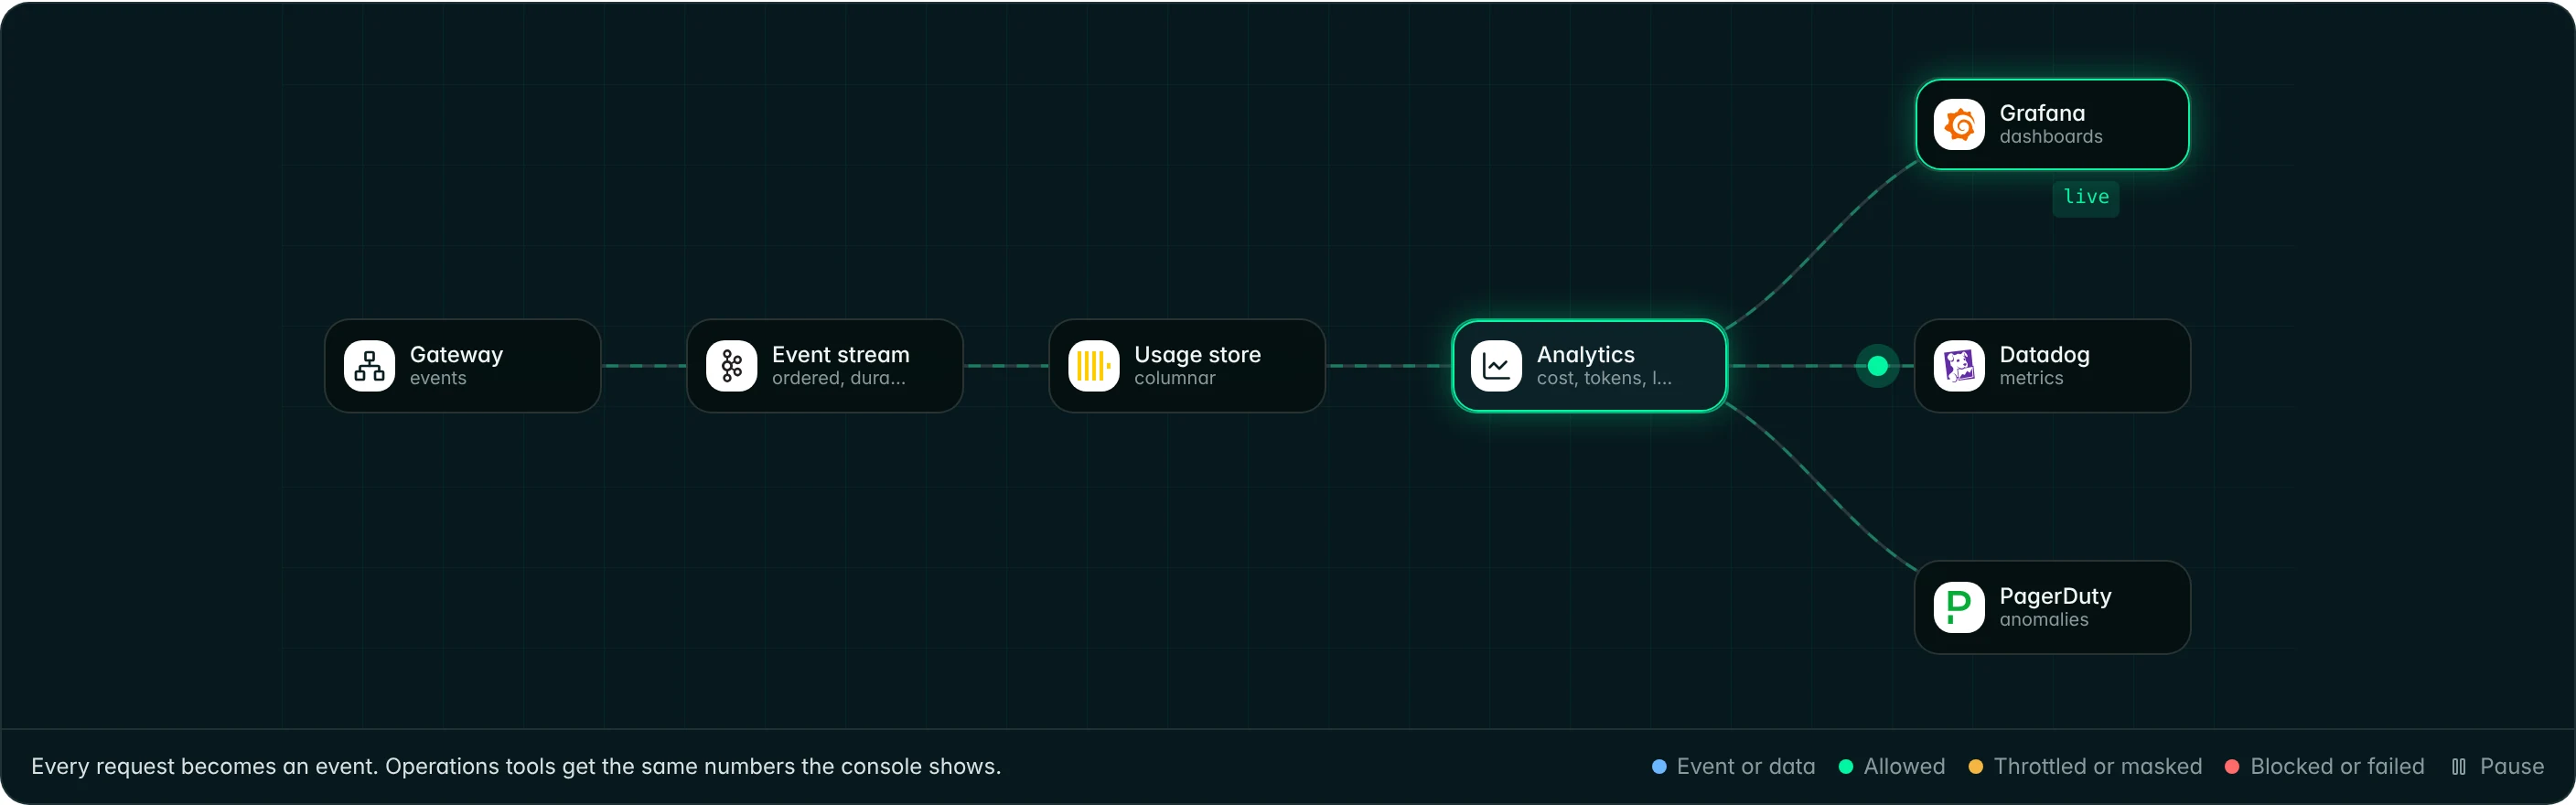 Grafana
dashboards
live
Gateway
events
Event stream
ordered, dura...
Usage store
columnar
Analytics
cost, tokens, l...
Datadog
metrics
PagerDuty
anomalies
Every request becomes an event. Operations tools get the same numbers the console shows.
Event or data
Allowed
Throttled or masked
Blocked or failed
Pause